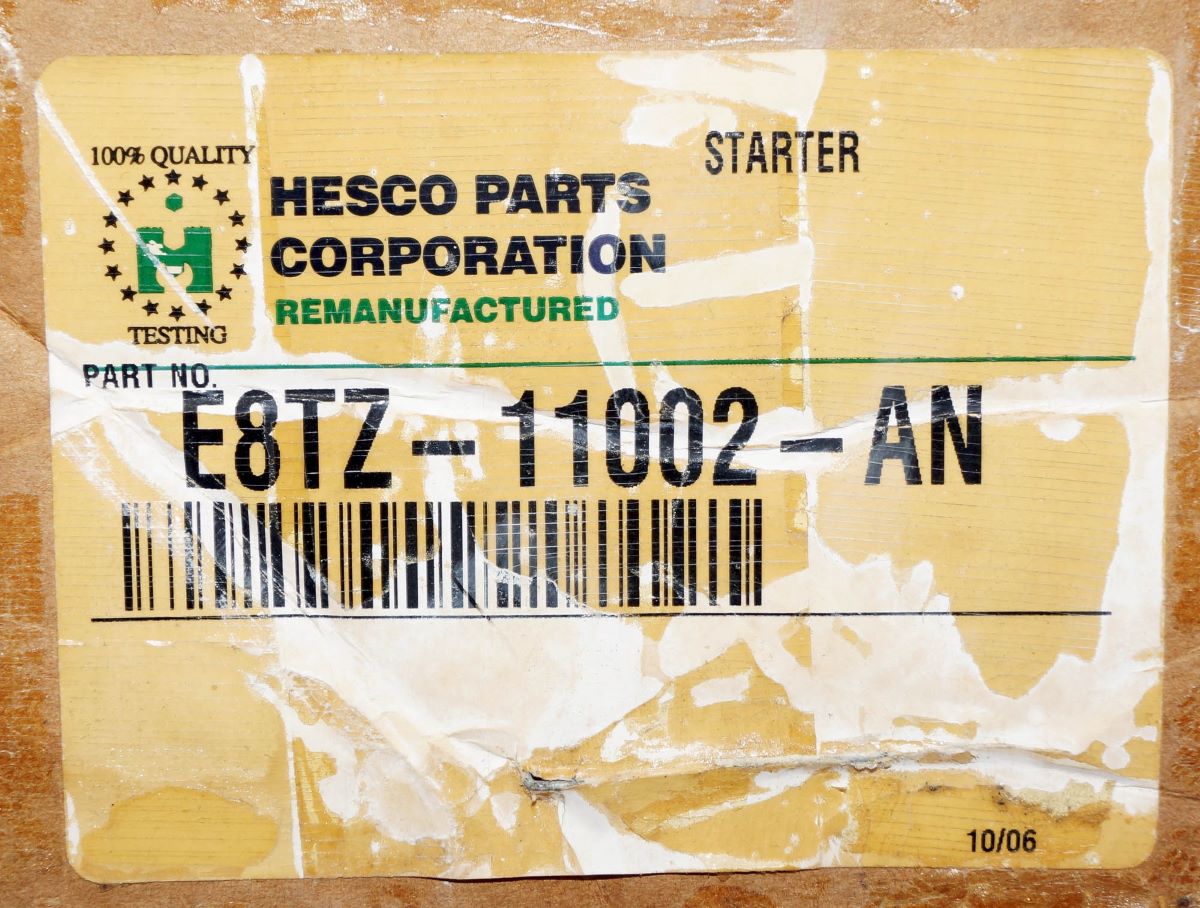 100% QUALITY
H
TESTING
HESCO PARTS
CORPORATION
REMANUFACTURED
STARTER
PART NO.
E8TZ-11002-AN
10/06